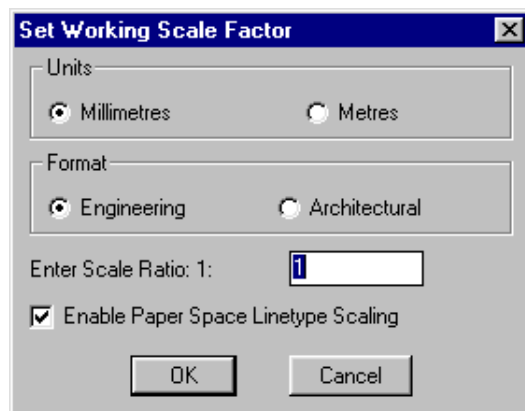 Set Working Scale Factor
Units
Millimetres Metres
Format
Engineering Architectural
Enter Scale Ratio: 1: 1
Enable Paper Space Linetype Scaling
OK Cancel